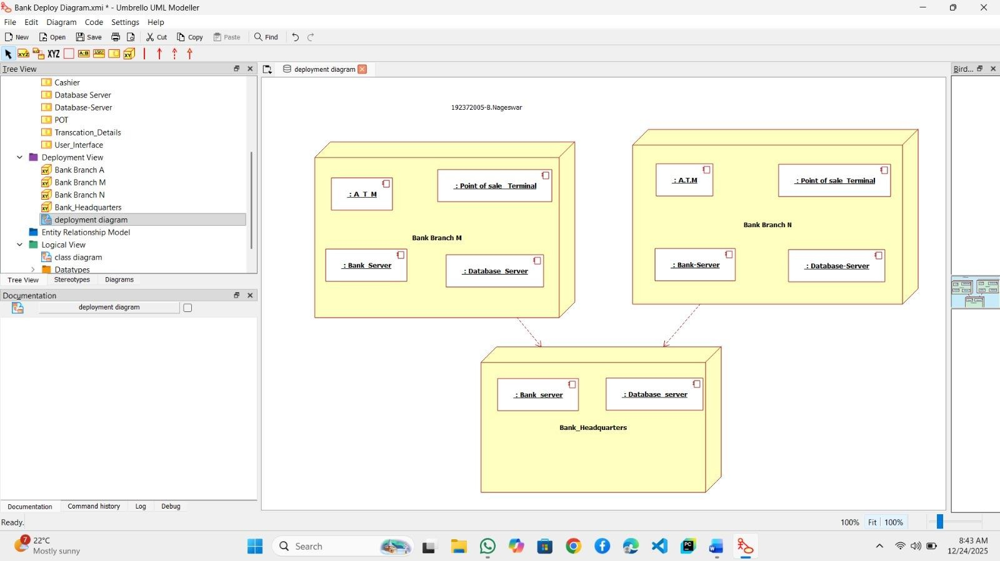 Bank Deploy Diagram.xmi * - Umbrello UML Modeller
File Edit Diagram Code Settings Help
New Open Save Cut Copy Paste Find
XYZ
Tree View
Cashier
Database Server
Database-Server
POT
Transcation_Details
User_Interface
Deployment View
Bank Branch A
Bank Branch M
Bank Branch N
Bank_Headquarters
deployment diagram
Entity Relationship Model
Logical View
class diagram
Datatypes
Tree View Stereotypes Diagrams
Documentation
deployment diagram
Documentation Command history Log Debug
deployment diagram
192372005-B.Nageswar
: A T M
: Point of sale Terminal
Bank Branch M
: Bank Server
: Database Server
: A.T.M
: Point of sale Terminal
Bank Branch N
: Bank-Server
: Database-Server
: Bank server
: Database server
Bank_Headquarters
Bird...
Ready.
100% Fit 100%
7
22°C
Mostly sunny
Search
8:43 AM
12/24/2025